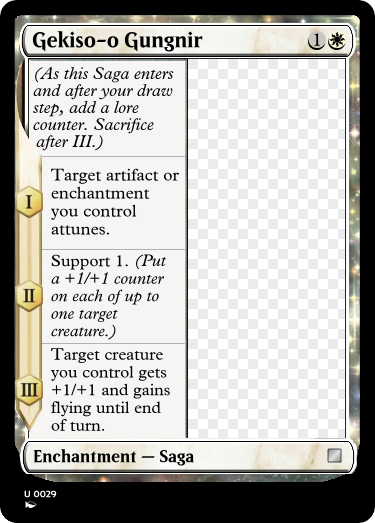 Gekiso-o Gungnir 1
(As this Saga enters
and after your draw
step, add a lore
counter. Sacrifice
after III.)
I
Target artifact or
enchantment
you control
attunes.
II
Support 1. (Put
a +1/+1 counter
on each of up to
one target
creature.)
III
Target creature
you control gets
+1/+1 and gains
flying until end
of turn.
Enchantment — Saga
U 0029